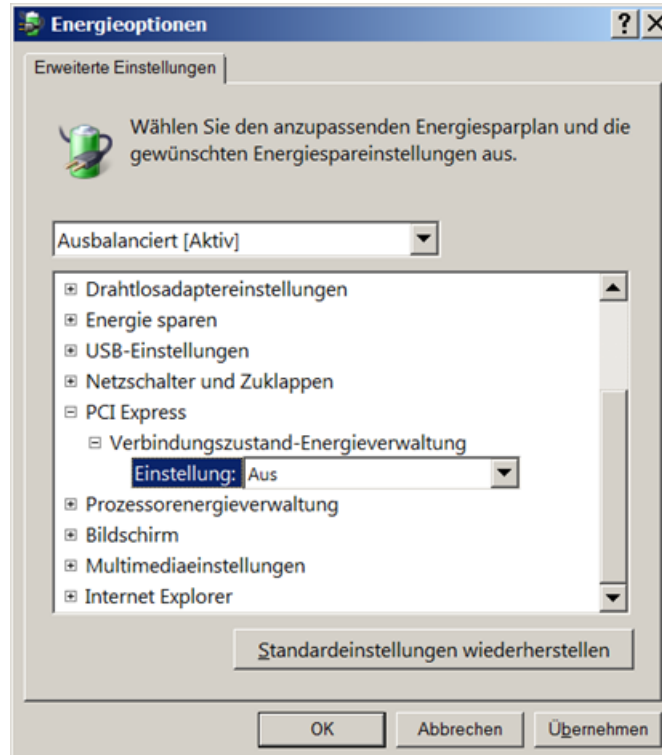 Energieoptionen
Erweiterte Einstellungen
Wählen Sie den anzupassenden Energiesparplan und die
gewünschten Energiespareinstellungen aus.
Ausbalanciert [Aktiv]
Drahtlosadaptereinstellungen
Energie sparen
USB-Einstellungen
Netzschalter und Zuklappen
PCI Express
Verbindungszustand-Energieverwaltung
Einstellung: Aus
Prozessorenergieverwaltung
Bildschirm
Multimediaeinstellungen
Internet Explorer
Standardeinstellungen wiederherstellen
OK Abbrechen Übernehmen